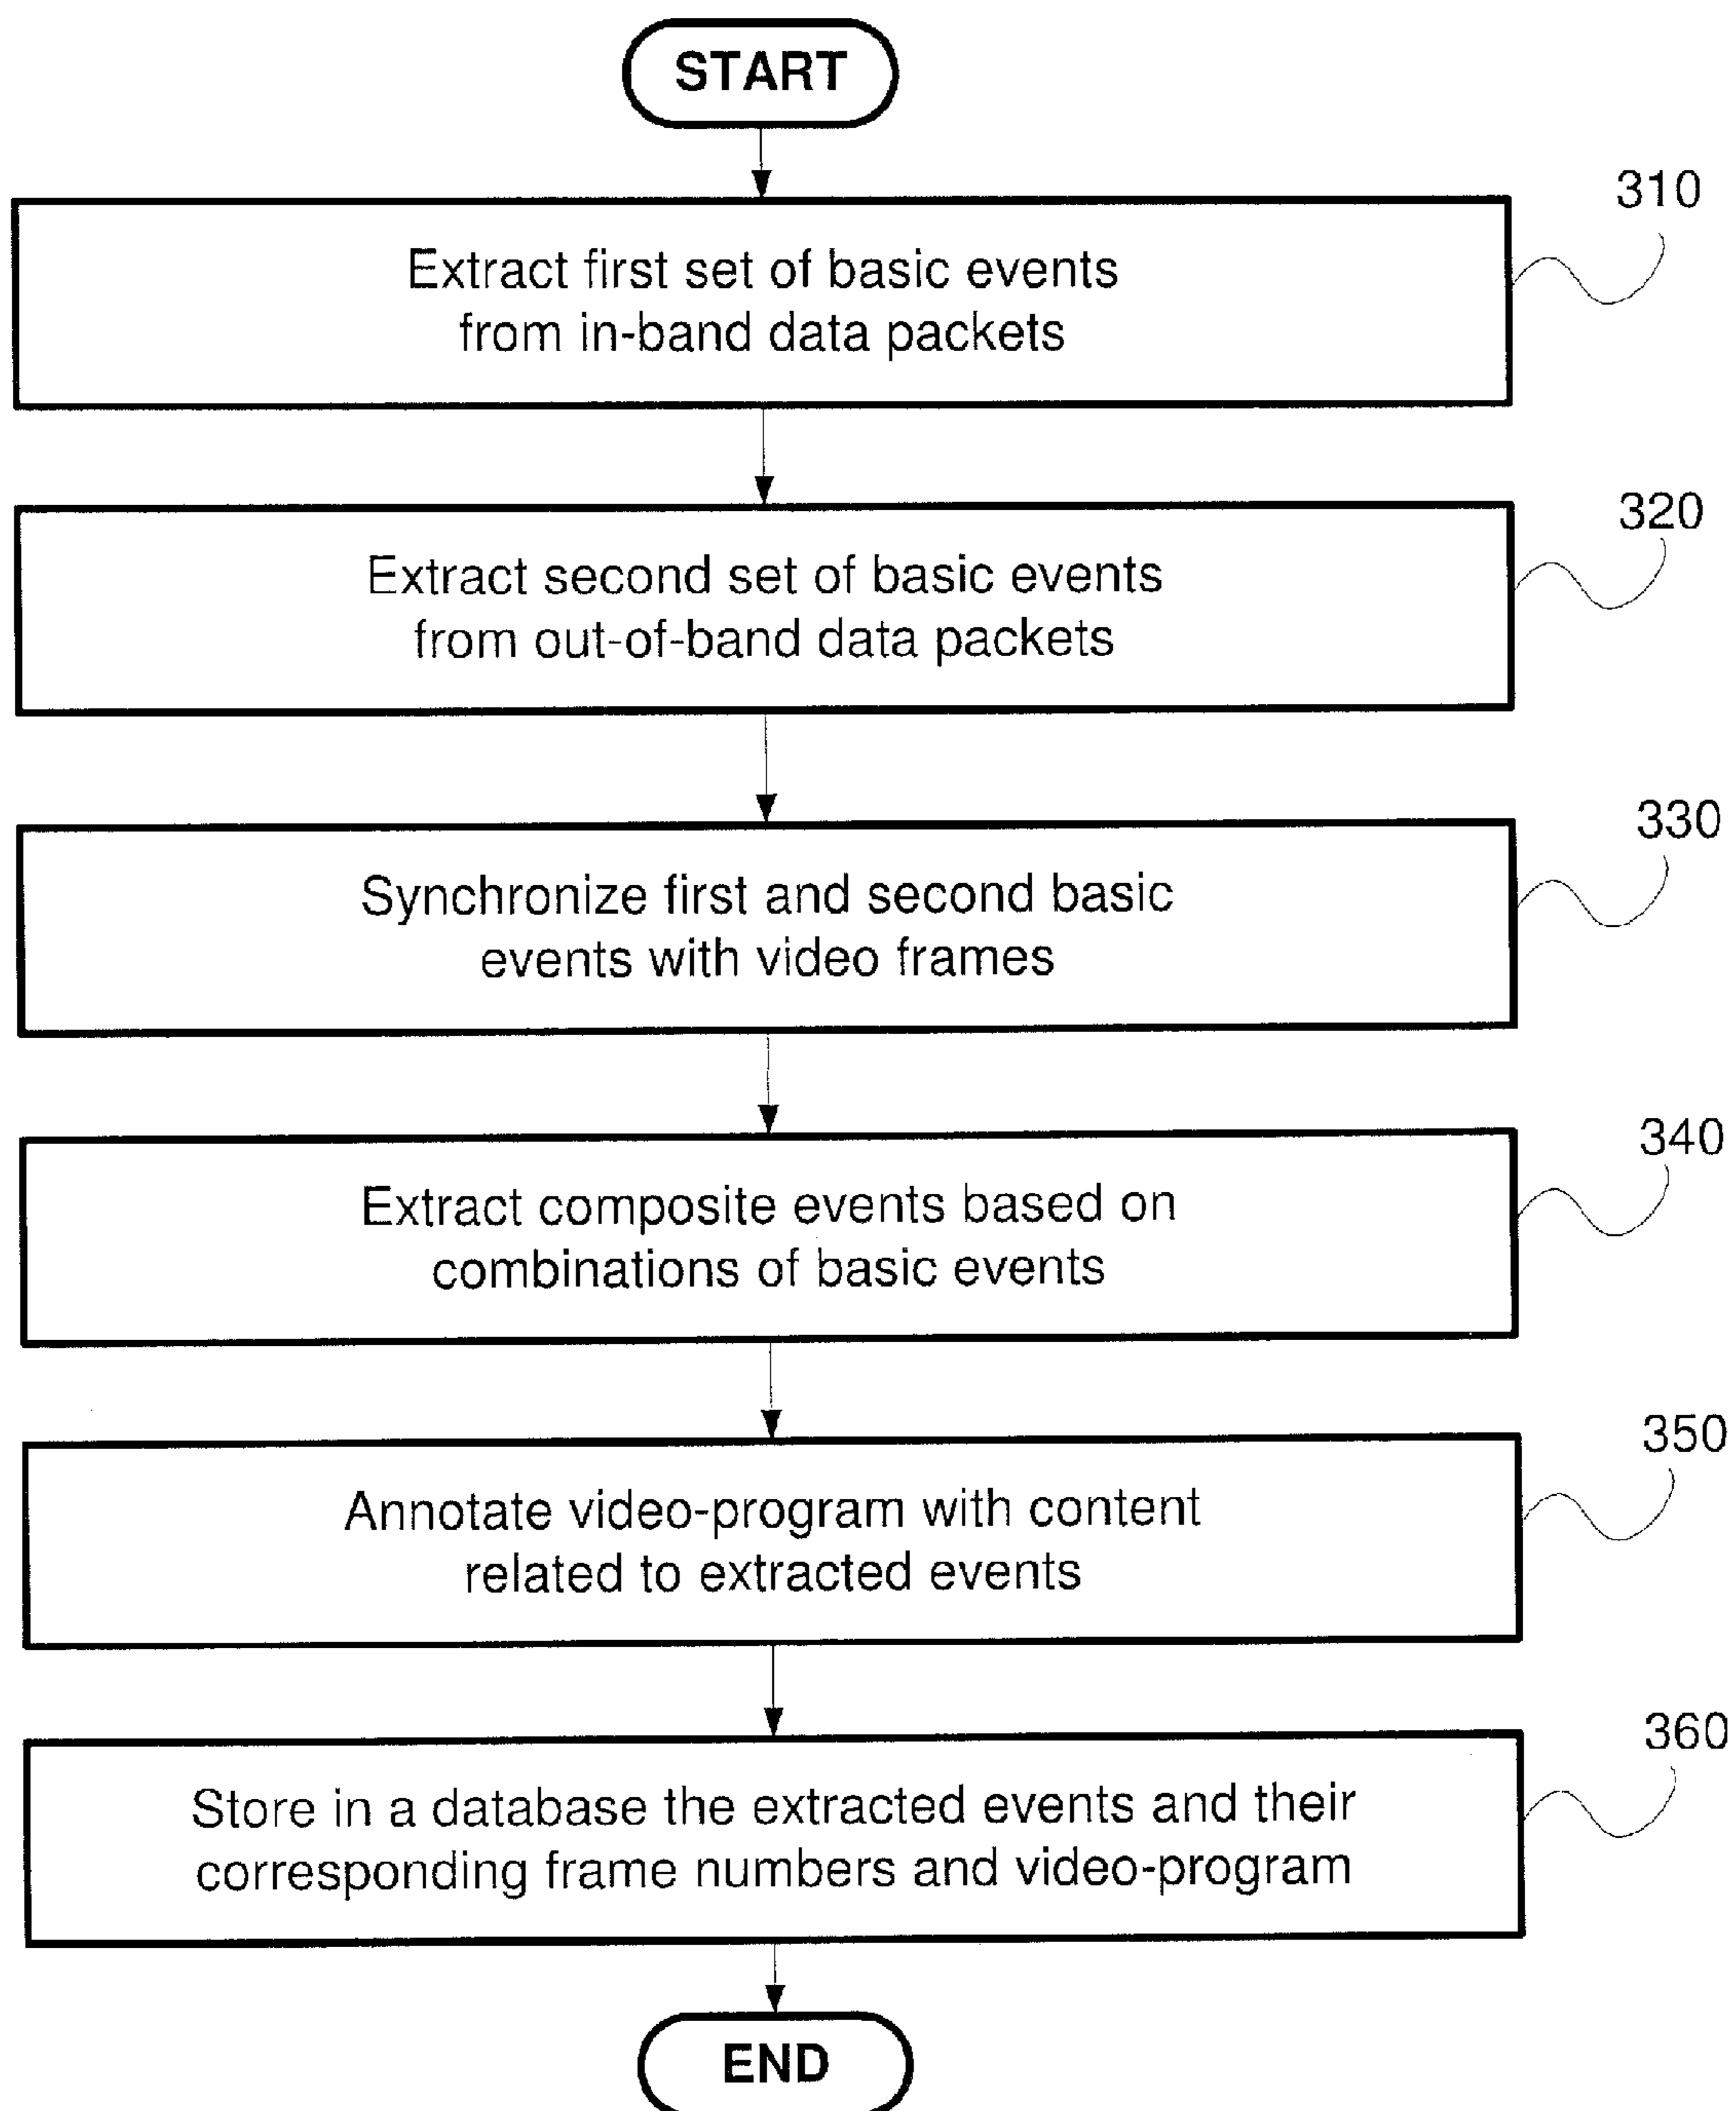 START
310
Extract first set of basic events
from in-band data packets
320
Extract second set of basic events
from out-of-band data packets
330
Synchronize first and second basic
events with video frames
340
Extract composite events based on
combinations of basic events
350
Annotate video-program with content
related to extracted events
360
Store in a database the extracted events and their
corresponding frame numbers and video-program
END